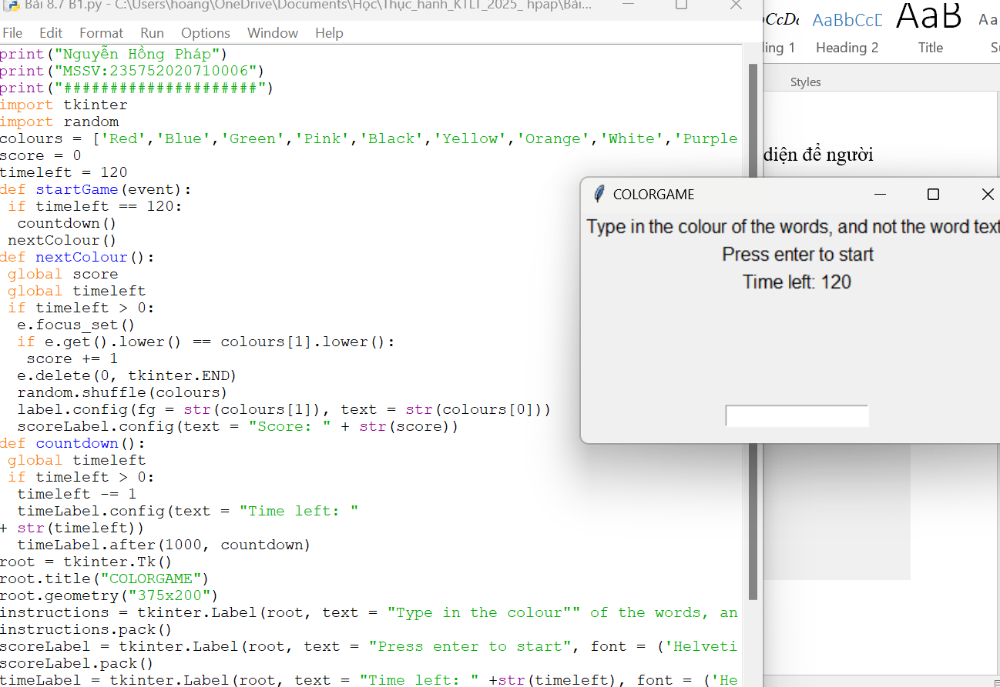 Bài 8.7 B1.py - C:\Users\hoang\OneDrive\Documents\Học\Thực_hanh_KTLT_2025_ hpap\Bài...
File Edit Format Run Options Window Help
print("Nguyễn Hồng Pháp")
print("MSSV:235752020710006")
print("#####################")
import tkinter
import random
colours = ['Red','Blue','Green','Pink','Black','Yellow','Orange','White','Purple
score = 0
timeleft = 120
def startGame(event):
 if timeleft == 120:
  countdown()
 nextColour()
def nextColour():
 global score
 global timeleft
 if timeleft > 0:
  e.focus_set()
  if e.get().lower() == colours[1].lower():
   score += 1
  e.delete(0, tkinter.END)
  random.shuffle(colours)
  label.config(fg = str(colours[1]), text = str(colours[0]))
  scoreLabel.config(text = "Score: " + str(score))
def countdown():
 global timeleft
 if timeleft > 0:
  timeleft -= 1
  timeLabel.config(text = "Time left: "
+ str(timeleft))
  timeLabel.after(1000, countdown)
root = tkinter.Tk()
root.title("COLORGAME")
root.geometry("375x200")
instructions = tkinter.Label(root, text = "Type in the colour"" of the words, an
instructions.pack()
scoreLabel = tkinter.Label(root, text = "Press enter to start", font = ('Helveti
scoreLabel.pack()
timeLabel = tkinter.Label(root, text = "Time left: " +str(timeleft), font = ('He
AaBbCcD AaB Aa
Heading 2 Title
Styles
diện để người
COLORGAME
Type in the colour of the words, and not the word text
Press enter to start
Time left: 120